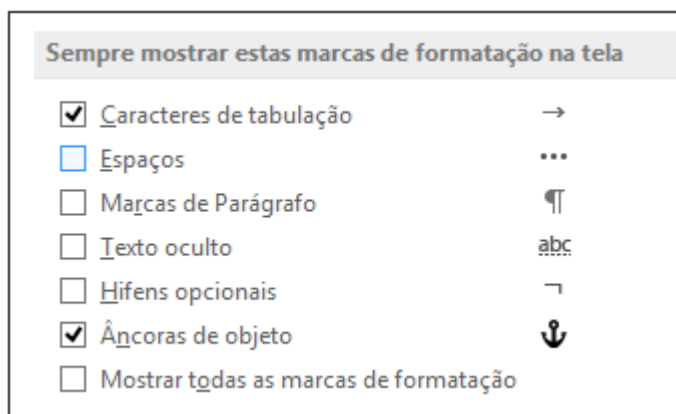 Sempre mostrar estas marcas de formatação na tela
Caracteres de tabulação →
Espaços •••
Marcas de Parágrafo ¶
Texto oculto abc
Hifens opcionais ¬
Âncoras de objeto ⚓
Mostrar todas as marcas de formatação